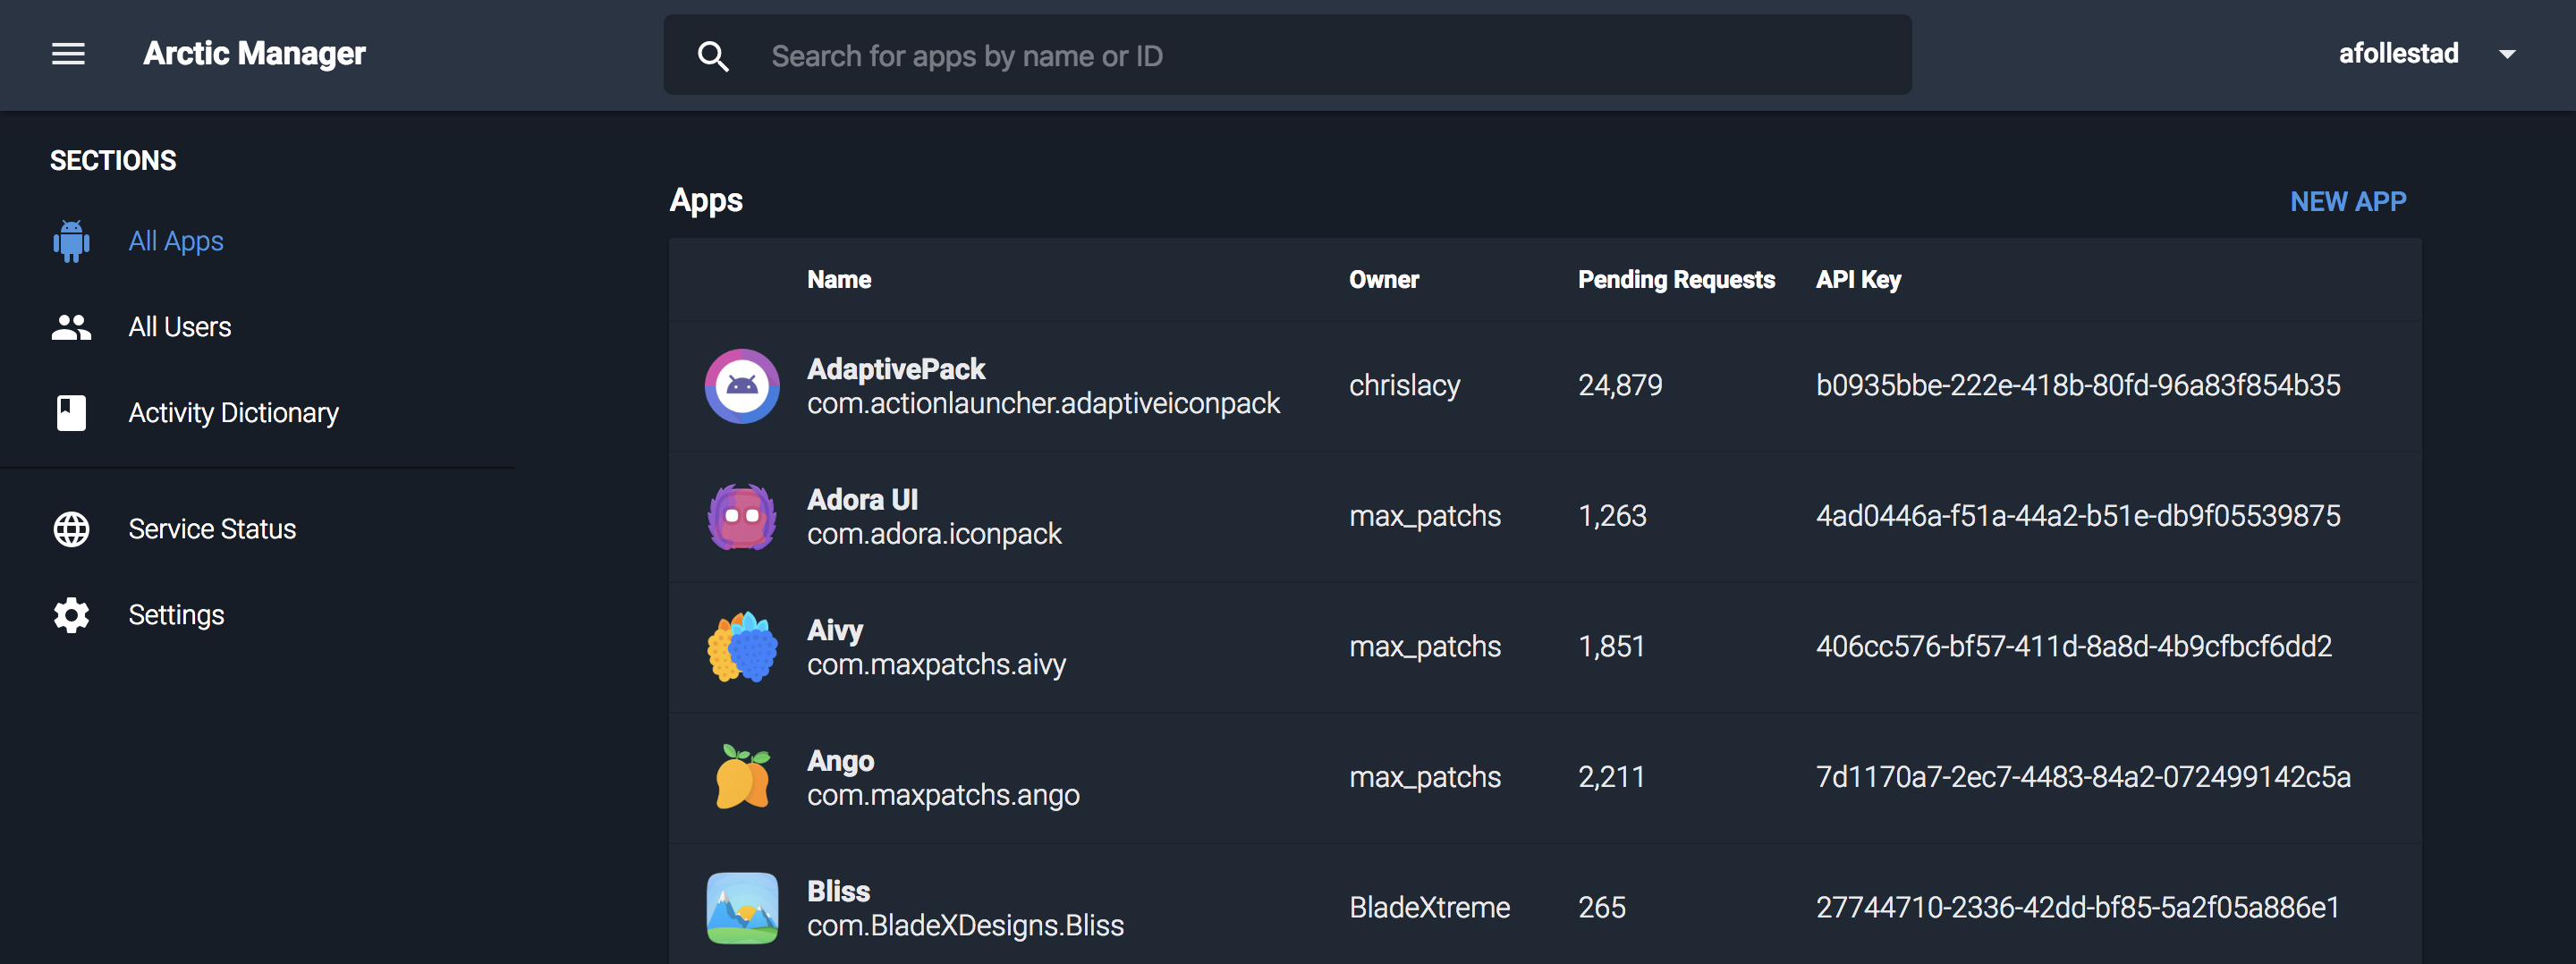 Arctic Manager
Search for apps by name or ID
afollestad
SECTIONS
All Apps
All Users
Activity Dictionary
Service Status
Settings
Apps
NEW APP
Name Owner Pending Requests API Key
AdaptivePack
com.actionlauncher.adaptiveiconpack
chrislacy 24,879 b0935bbe-222e-418b-80fd-96a83f854b35
Adora UI
com.adora.iconpack
max_patchs 1,263 4ad0446a-f51a-44a2-b51e-db9f05539875
Aivy
com.maxpatchs.aivy
max_patchs 1,851 406cc576-bf57-411d-8a8d-4b9cfbcf6dd2
Ango
com.maxpatchs.ango
max_patchs 2,211 7d1170a7-2ec7-4483-84a2-072499142c5a
Bliss
com.BladeXDesigns.Bliss
BladeXtreme 265 27744710-2336-42dd-bf85-5a2f05a886e1